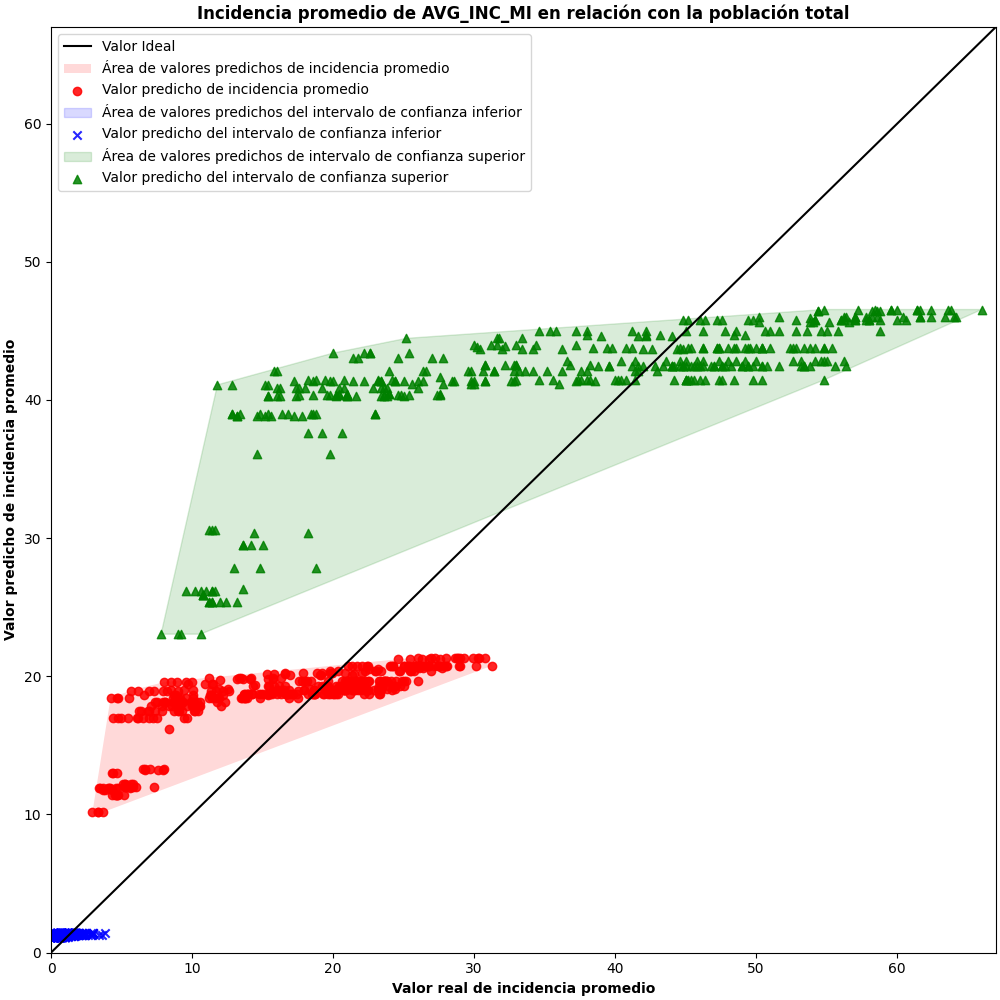 Incidencia promedio de AVG_INC_MI en relación con la población total
Valor Ideal
Área de valores predichos de incidencia promedio
Valor predicho de incidencia promedio
Área de valores predichos del intervalo de confianza inferior
Valor predicho del intervalo de confianza inferior
Área de valores predichos de intervalo de confianza superior
Valor predicho del intervalo de confianza superior
60
50
40
30
20
10
0
Valor predicho de incidencia promedio
0 10 20 30 40 50 60
Valor real de incidencia promedio